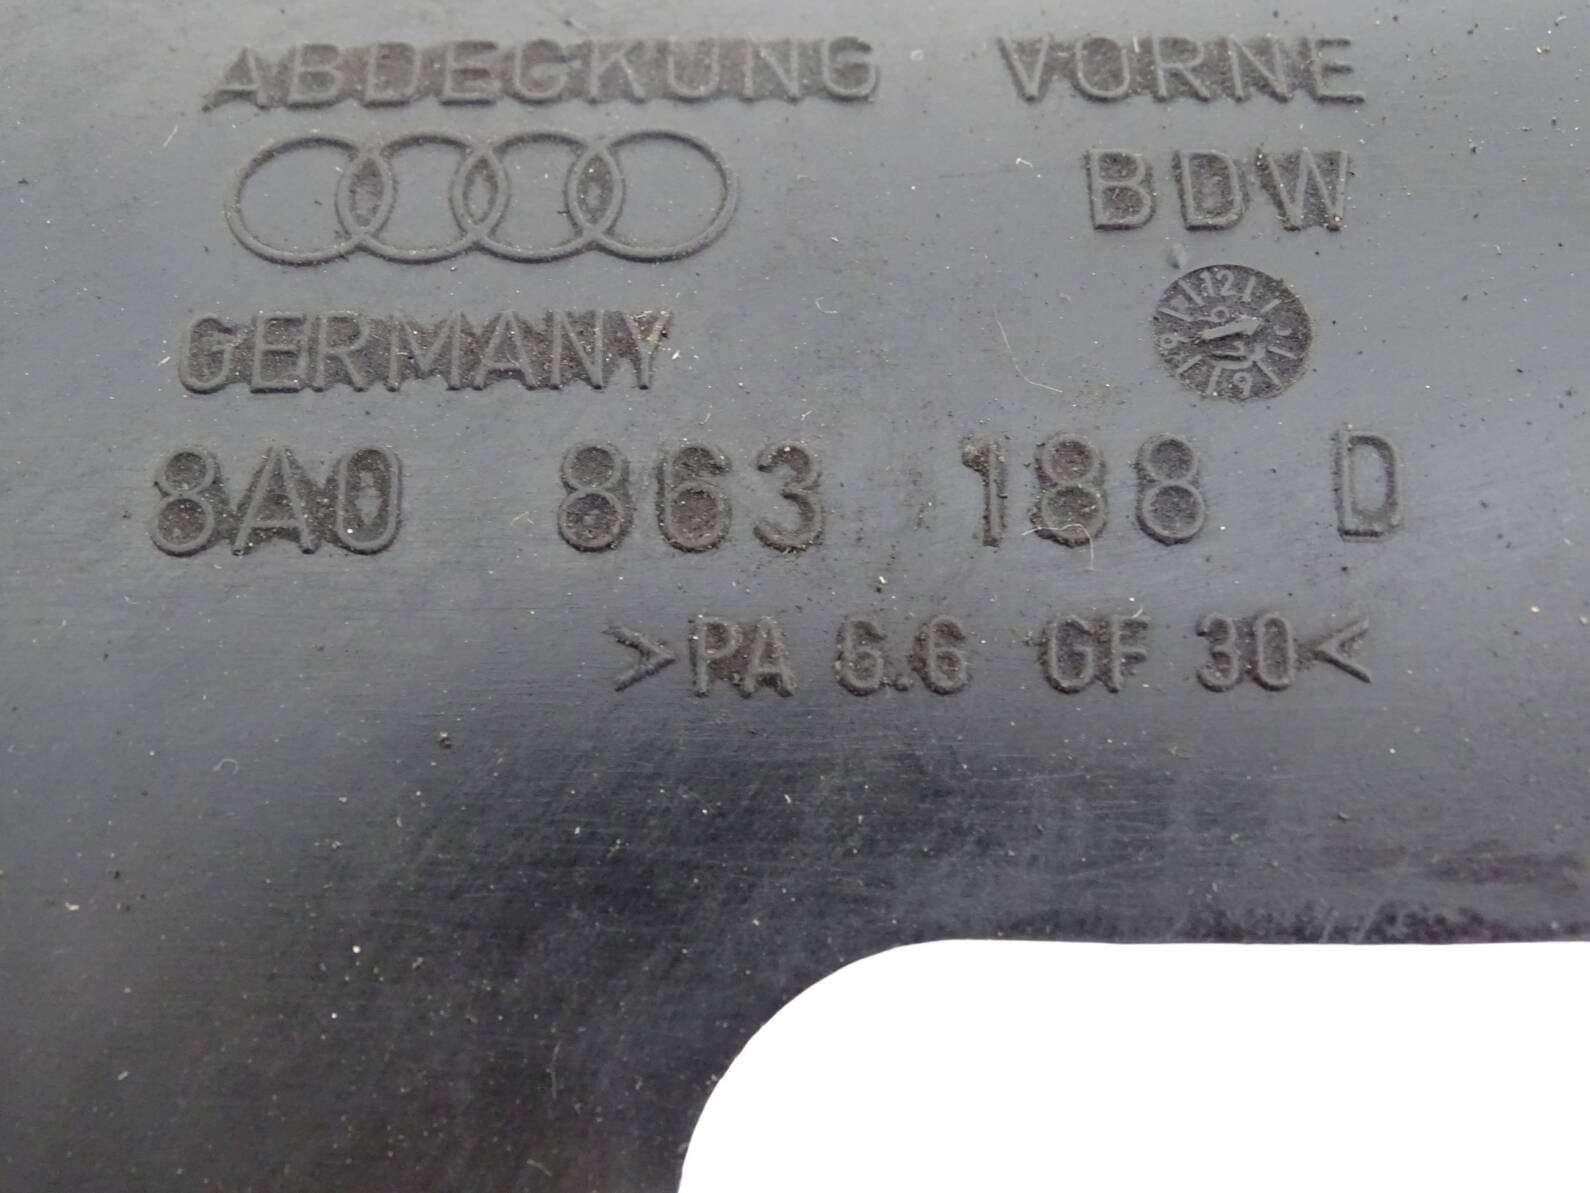 ABDECKUNG VORNE
BDW
GERMANY
8A0 863 188 D
>PA 6.6 GF 30<